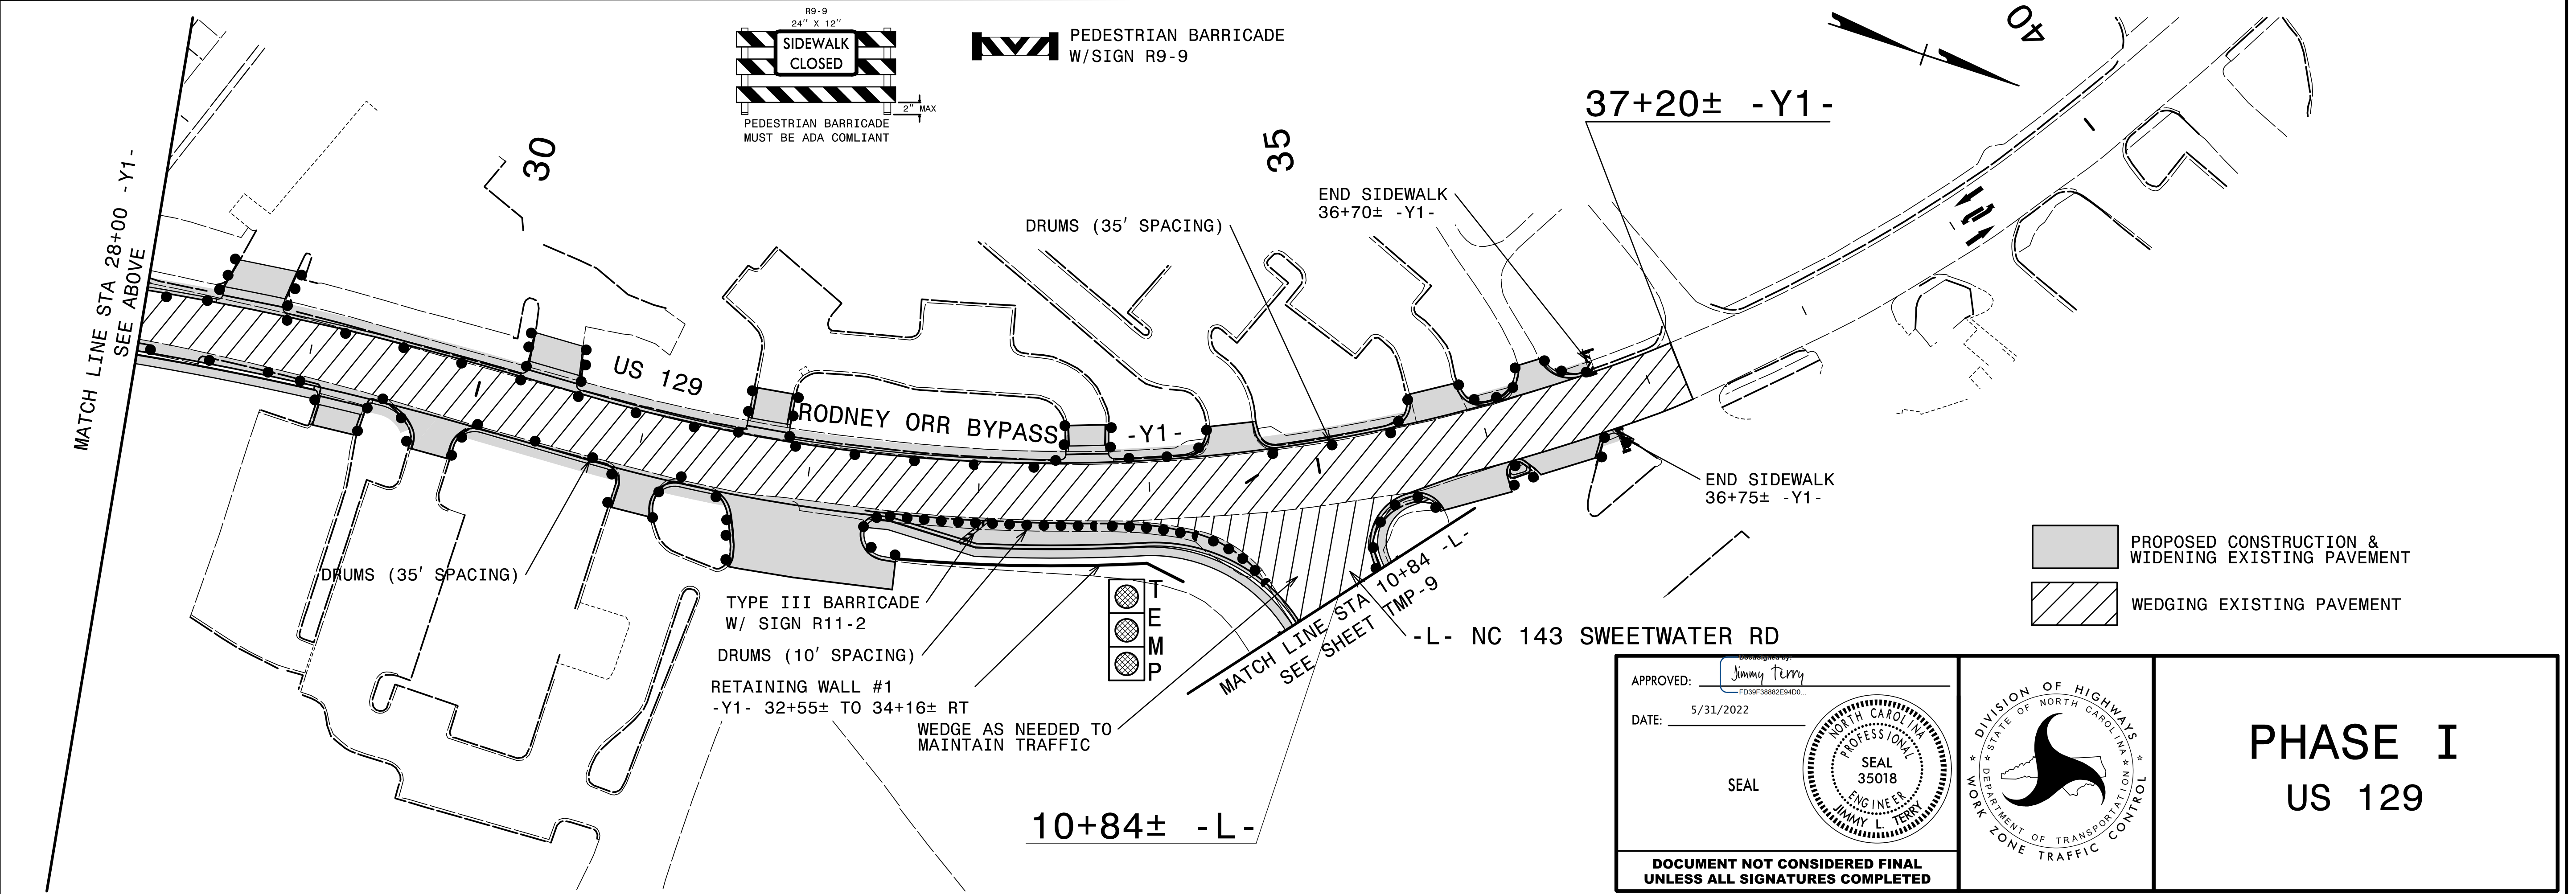 R9-9
24" X 12"
SIDEWALK
CLOSED
2" MAX
PEDESTRIAN BARRICADE
MUST BE ADA COMLIANT
PEDESTRIAN BARRICADE
W/SIGN R9-9
40
37+20± -Y1-
30
35
MATCH LINE STA 28+00 -Y1-
SEE ABOVE
END SIDEWALK
36+70± -Y1-
DRUMS (35' SPACING)
US 129
RODNEY ORR BYPASS
-Y1-
END SIDEWALK
36+75± -Y1-
DRUMS (35' SPACING)
TYPE III BARRICADE
W/ SIGN R11-2
DRUMS (10' SPACING)
RETAINING WALL #1
-Y1- 32+55± TO 34+16± RT
WEDGE AS NEEDED TO
MAINTAIN TRAFFIC
T
E
M
P
MATCH LINE STA 10+84 -L-
SEE SHEET TMP-9
-L- NC 143 SWEETWATER RD
10+84± -L-
PROPOSED CONSTRUCTION &
WIDENING EXISTING PAVEMENT
WEDGING EXISTING PAVEMENT
APPROVED:
DocuSigned by:
Jimmy Terry
FD39F38882E94D0...
DATE:
5/31/2022
SEAL
NORTH CAROLINA
PROFESSIONAL
SEAL
35018
ENGINEER
JIMMY L. TERRY
DOCUMENT NOT CONSIDERED FINAL
UNLESS ALL SIGNATURES COMPLETED
DIVISION OF HIGHWAYS
STATE OF NORTH CAROLINA
DEPARTMENT OF TRANSPORTATION
WORK ZONE TRAFFIC CONTROL
PHASE I
US 129